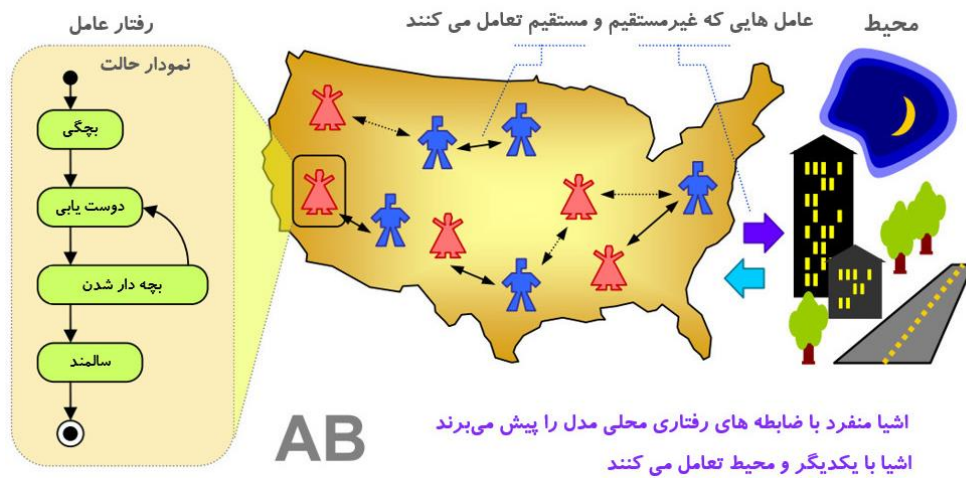 رفتار عامل
عامل هایی که غیرمستقیم و مستقیم تعامل می کنند
محیط
نمودار حالت
بچگی
دوست یابی
بچه دار شدن
سالمند
AB
اشیا منفرد با ضابطه های رفتاری محلی مدل را پیش می‌برند
اشیا با یکدیگر و محیط تعامل می کنند